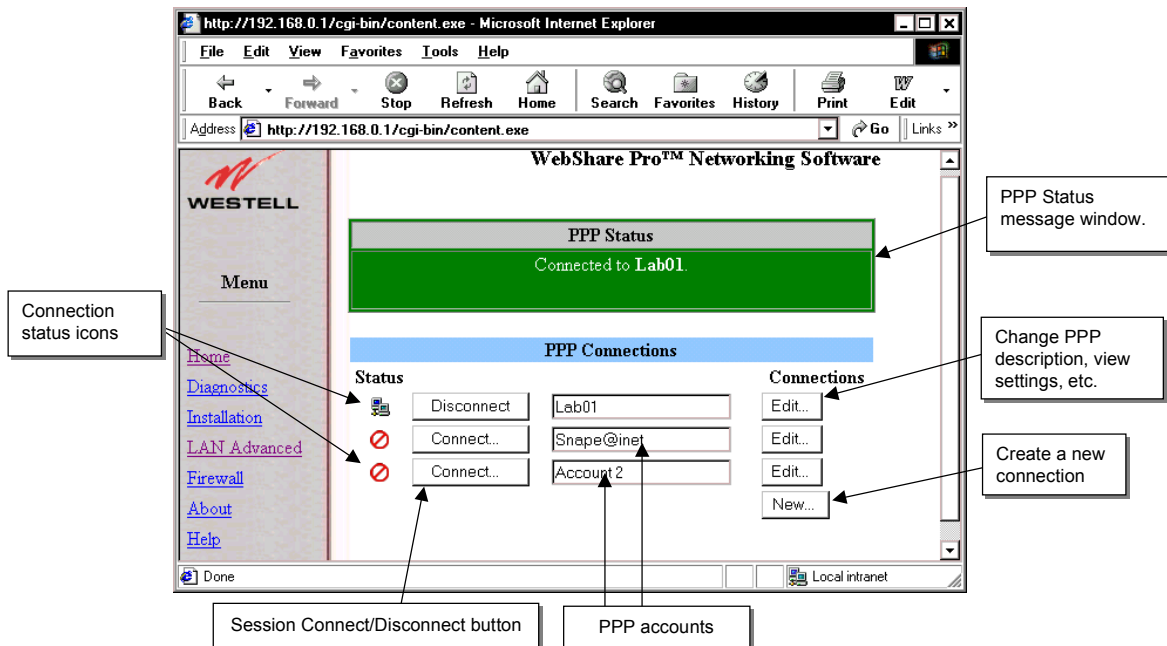 http://192.168.0.1/cgi-bin/content.exe - Microsoft Internet Explorer
File Edit View Favorites Tools Help
Back Forward Stop Refresh Home Search Favorites History Print Edit
Address http://192.168.0.1/cgi-bin/content.exe Go Links »
WESTELL
WebShare Pro™ Networking Software
PPP Status
Connected to Lab01.
PPP Status
message window.
Menu
Connection
status icons
Home
Diagnostics
Installation
LAN Advanced
Firewall
About
Help
PPP Connections
Status Connections
Disconnect Lab01 Edit...
Connect... Snape@inet Edit...
Connect... Account 2 Edit...
New...
Change PPP
description, view
settings, etc.
Create a new
connection
Done Local intranet
Session Connect/Disconnect button
PPP accounts